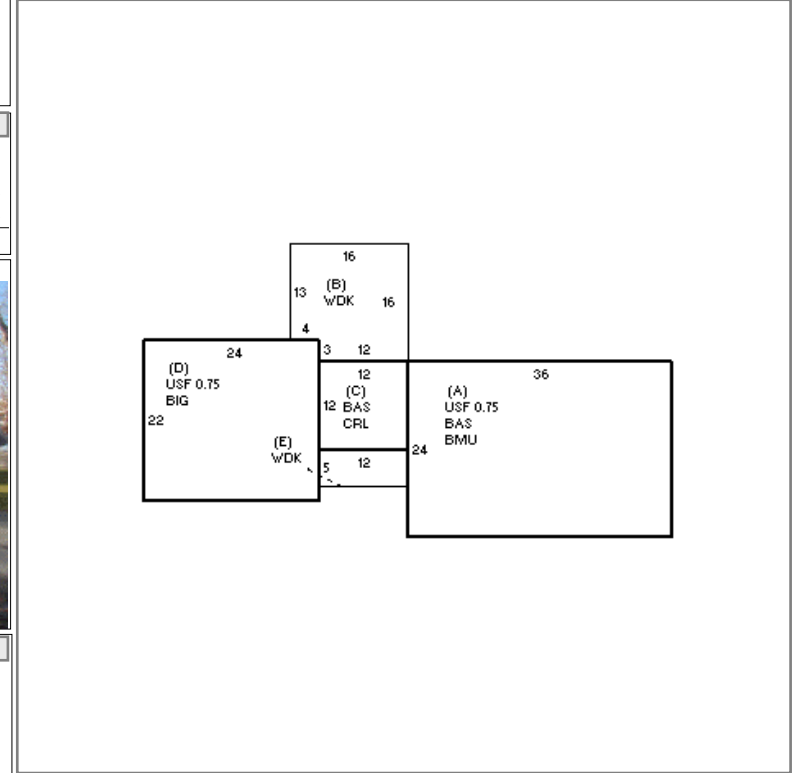 16
(B)
13
WDK
16
4
24
3
12
(D)
USF 0.75
BIG
22
12
(C)
12
BAS
CRL
36
(A)
USF 0.75
BAS
BMU
24
(E)
WDK
5
12